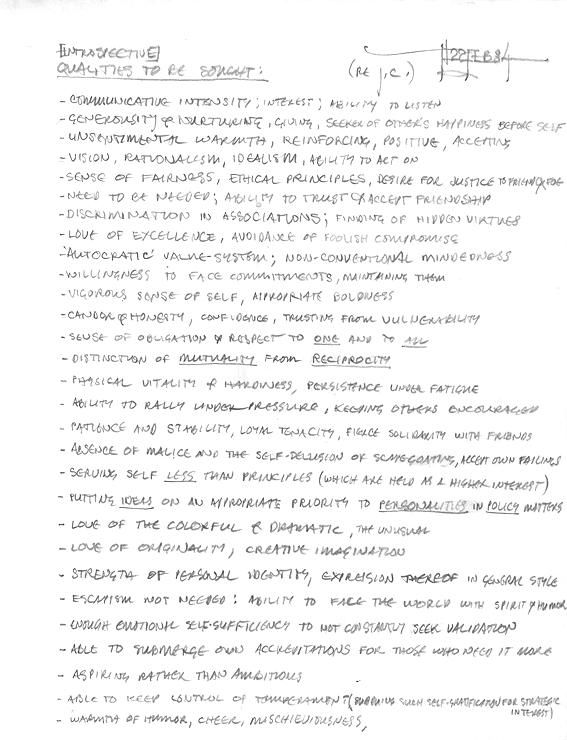 [INTROSPECTIVE]
QUALITIES TO BE SOUGHT:
(RE J.C.)
22FEB84
- COMMUNICATIVE INTENSITY; INTEREST; ABILITY TO LISTEN
- GENEROSITY & NURTURING, GIVING, SEEKER OF OTHER'S HAPPINESS BEFORE SELF
- UNSENTIMENTAL WARMTH, REINFORCING, POSITIVE, ACCEPTING
- VISION, RATIONALISM, IDEALISM, ABILITY TO ACT ON
- SENSE OF FAIRNESS, ETHICAL PRINCIPLES, DESIRE FOR JUSTICE TO FRIEND & FOE
- NEED TO BE NEEDED; ABILITY TO TRUST & ACCEPT FRIENDSHIP
- DISCRIMINATION IN ASSOCIATIONS; FINDING OF HIDDEN VIRTUES
- LOVE OF EXCELLENCE, AVOIDANCE OF FOOLISH COMPROMISE
- 'AUTOCRATIC' VALUE-SYSTEM; NON-CONVENTIONAL MINDEDNESS
- WILLINGNESS TO FACE COMMITMENTS, MAINTAINING THEM
- VIGOROUS SENSE OF SELF, APPROPRIATE BOLDNESS
- CANDOR & HONESTY, CONFIDENCE, TRUSTING FROM VULNERABILITY
- SENSE OF OBLIGATION & RESPECT TO ONE AND TO ALL
- DISTINCTION OF MUTUALITY FROM RECIPROCITY
- PHYSICAL VITALITY & HARDINESS, PERSISTENCE UNDER FATIGUE
- ABILITY TO RALLY UNDER PRESSURE, KEEPING OTHERS ENCOURAGED
- PATIENCE AND STABILITY, LOYAL TENACITY, FIERCE SOLIDARITY WITH FRIENDS
- ABSENCE OF MALICE AND THE SELF-DELUSION OF SCAPEGOATING, ACCEPT OWN FAILINGS
- SERVING SELF LESS THAN PRINCIPLES (WHICH ARE HELD AS A HIGHER INTEREST)
- PUTTING IDEAS ON AN APPROPRIATE PRIORITY TO PERSONALITIES IN POLICY MATTERS
- LOVE OF THE COLORFUL & DRAMATIC, THE UNUSUAL
- LOVE OF ORIGINALITY, CREATIVE IMAGINATION
- STRENGTH OF PERSONAL IDENTITY, EXPRESSION THEREOF IN GENERAL STYLE
- ESCAPISM NOT NEEDED: ABILITY TO FACE THE WORLD WITH SPIRIT & HUMOR
- ENOUGH EMOTIONAL SELF-SUFFICIENCY TO NOT CONSTANTLY SEEK VALIDATION
- ABLE TO SUBMERGE OWN ACCREDITATIONS FOR THOSE WHO NEED IT MORE
- ASPIRING RATHER THAN AMBITIOUS
- ABLE TO KEEP CONTROL OF TEMPERAMENT (SUCH SELF-GRATIFICATION FOR STRATEGIC
INTEREST)
- WARMTH OF HUMOR, CHEER, MISCHIEVIOUSNESS,